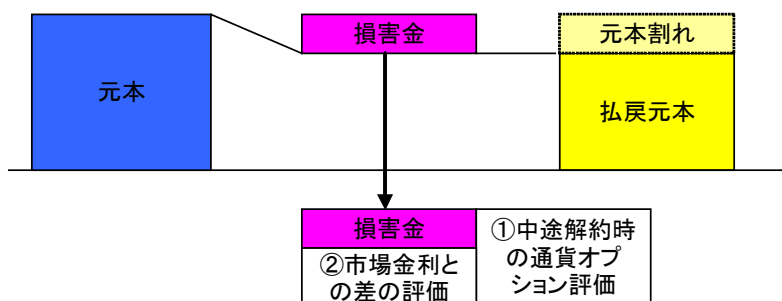 損害金
元本割れ
元本
払戻元本
損害金
①中途解約時
の通貨オプ
ション評価
②市場金利と
の差の評価